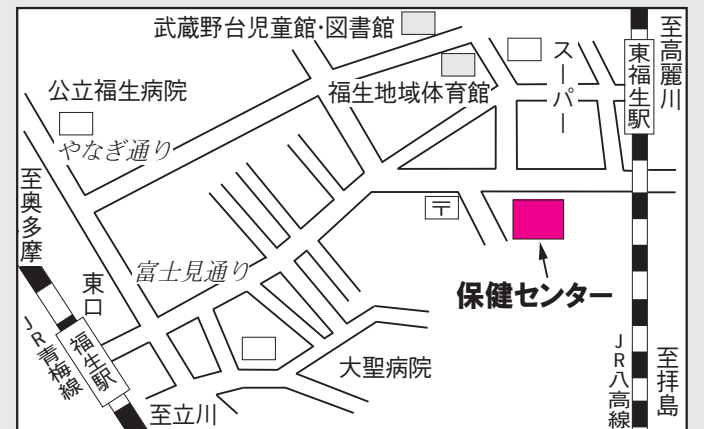 武蔵野台児童館・図書館
至高麗川
東福生駅
スーパー
公立福生病院
福生地域体育館
やなぎ通り
至奥多摩
〒
富士見通り
東口
保健センター
JR青梅線
福生駅
大聖病院
JR八高線
至拝島
至立川